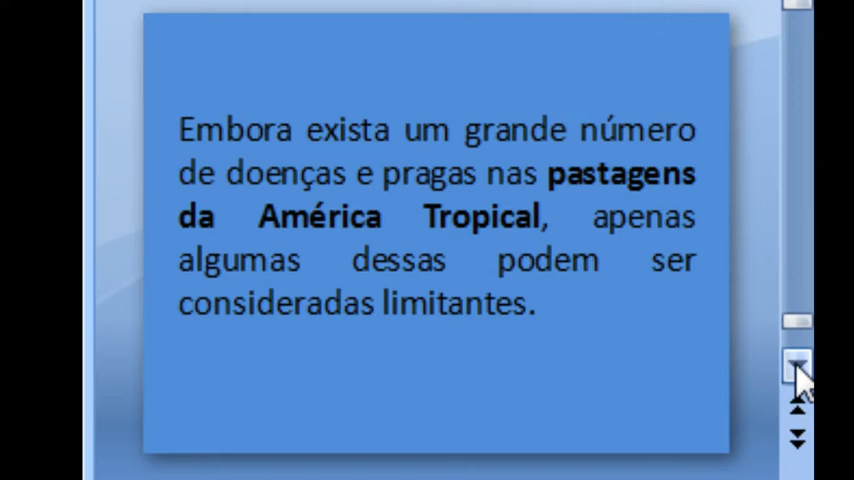 Embora exista um grande número
de doenças e pragas nas pastagens
da América Tropical, apenas
algumas dessas podem ser
consideradas limitantes.